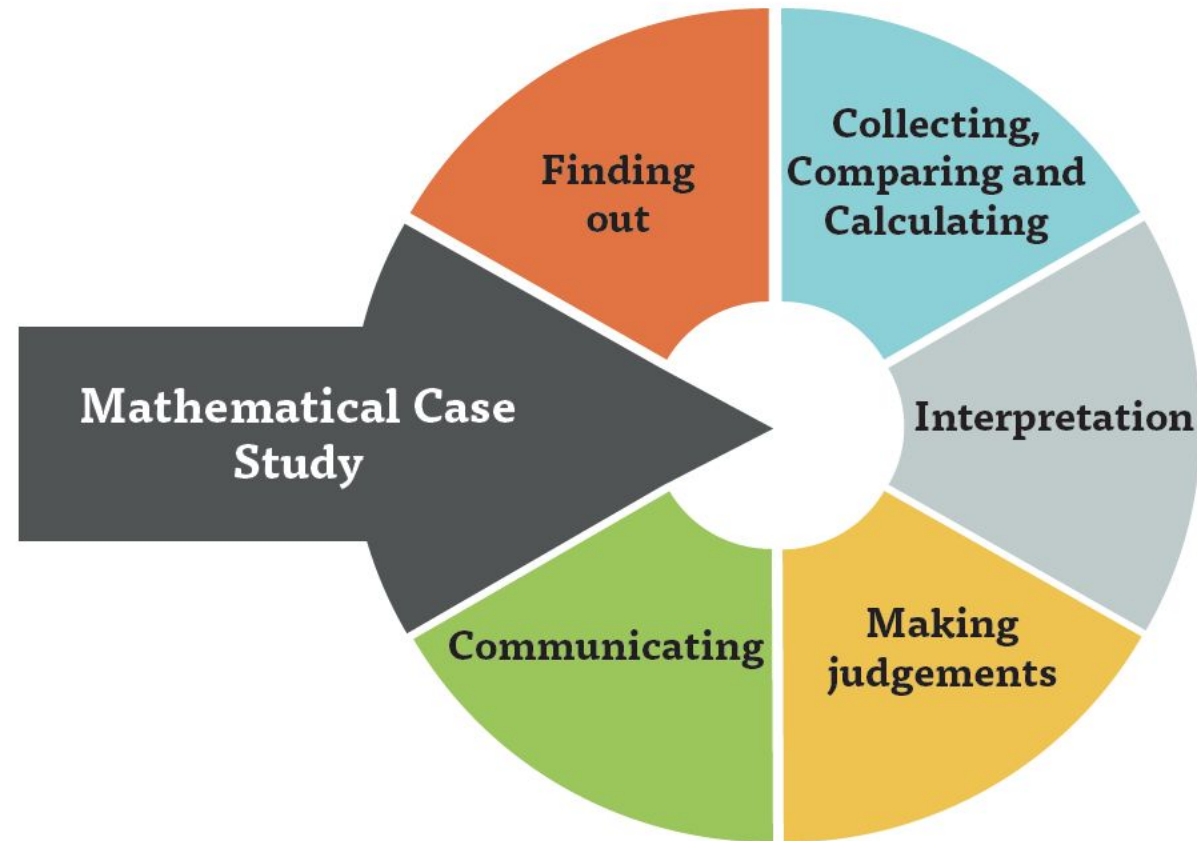 Mathematical Case
Study
Finding
out
Collecting,
Comparing and
Calculating
Interpretation
Making
judgements
Communicating